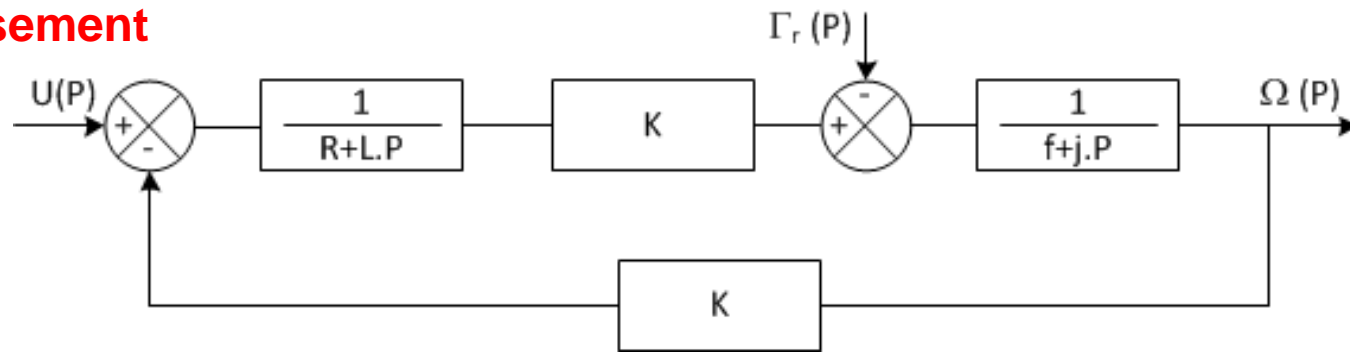 sement
Γr (P)
U(P)
+
-
1
R+L.P
K
-
+
1
f+j.P
Ω (P)
K